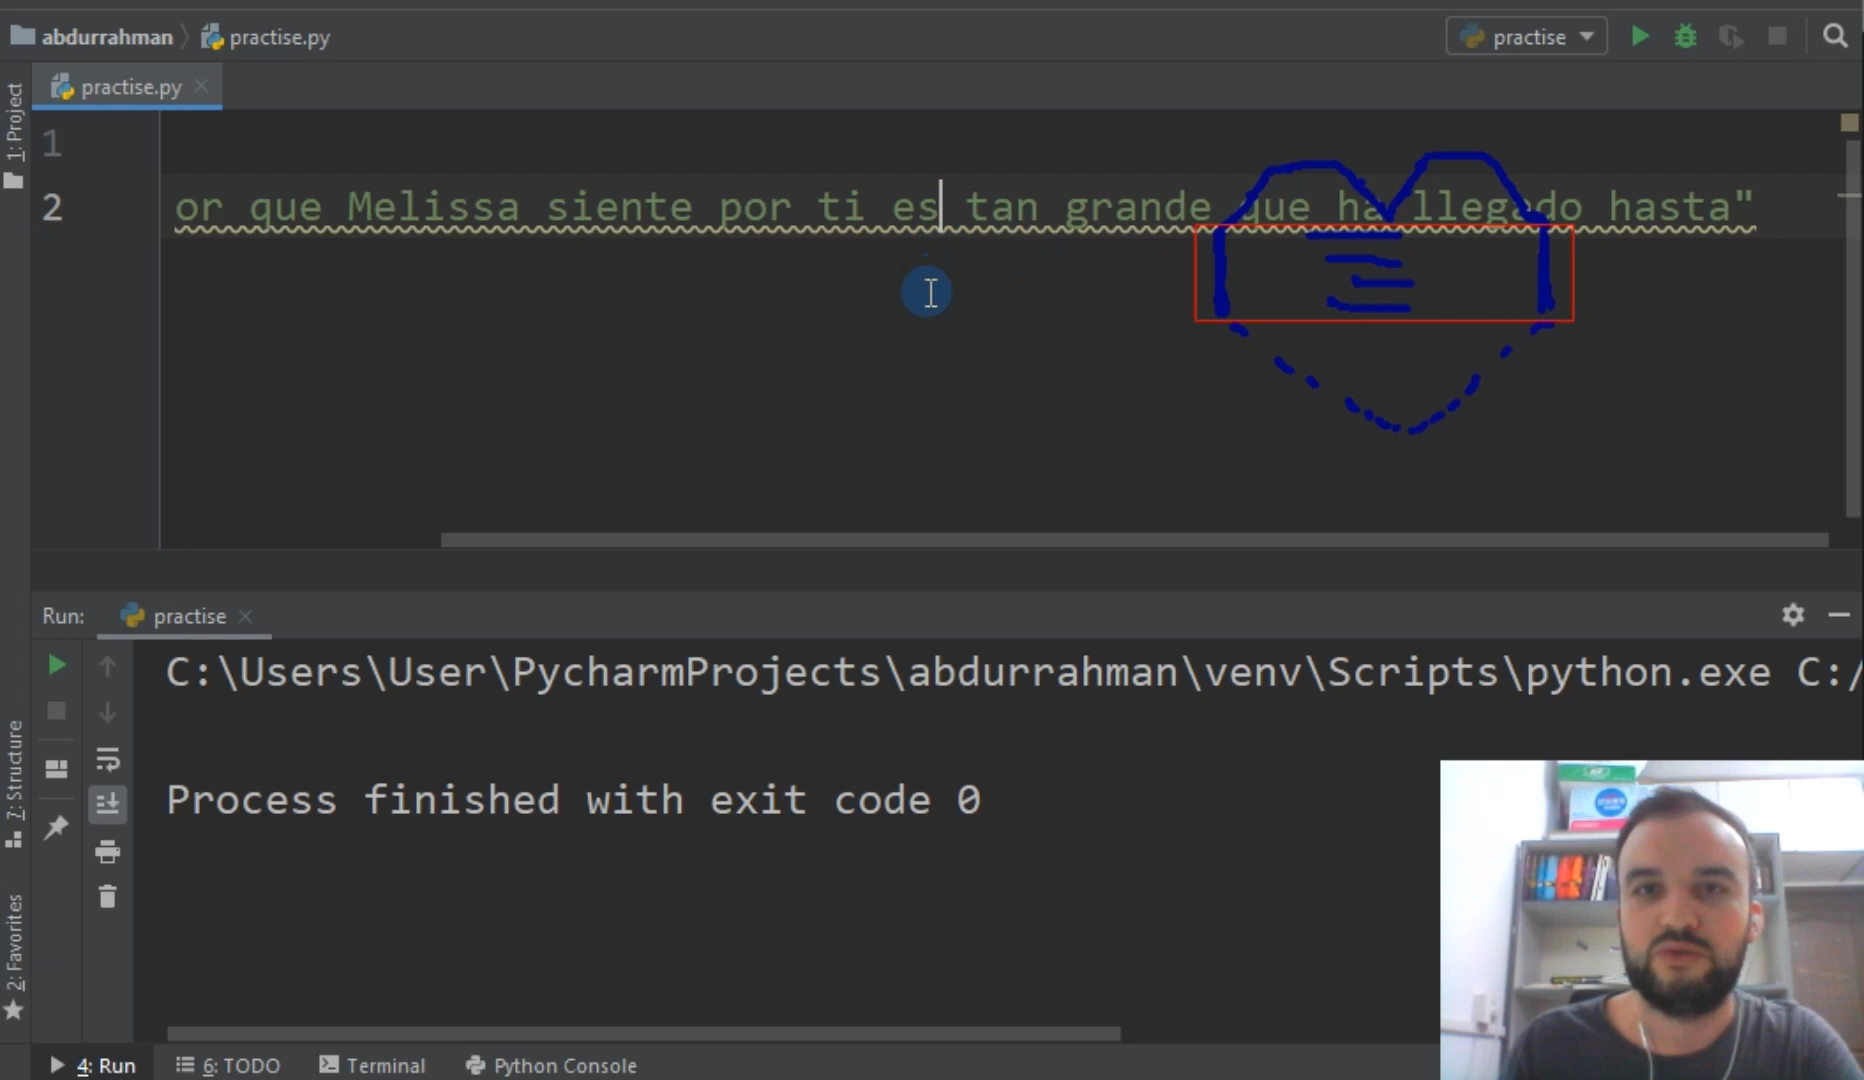 abdurrahman
practise.py
practise
practise.py
1: Project
1
2
or que Melissa siente por ti es tan grande que ha llegado hasta"
Run:
practise
C:\Users\User\PycharmProjects\abdurrahman\venv\Scripts\python.exe C:/
Process finished with exit code 0
7: Structure
2: Favorites
4: Run
6: TODO
Terminal
Python Console